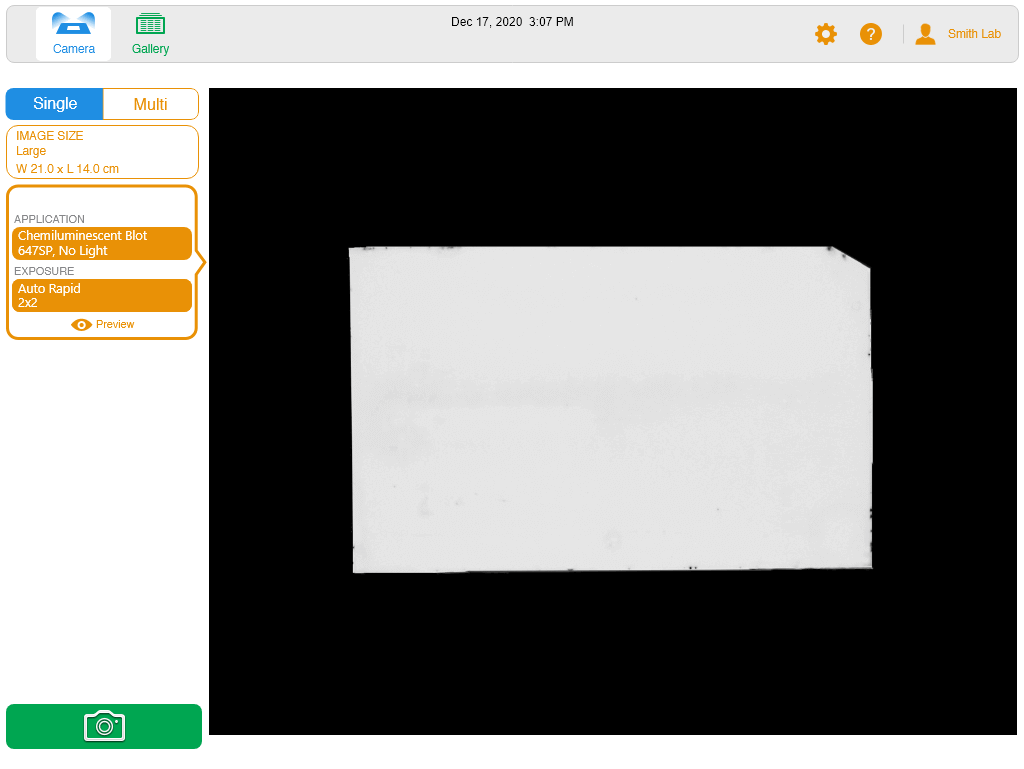 Dec 17, 2020  3:07 PM
Camera
Gallery
?
Smith Lab
Single
Multi
IMAGE SIZE
Large
W 21.0 x L 14.0 cm
APPLICATION
Chemiluminescent Blot
647SP, No Light
EXPOSURE
Auto Rapid
2x2
Preview